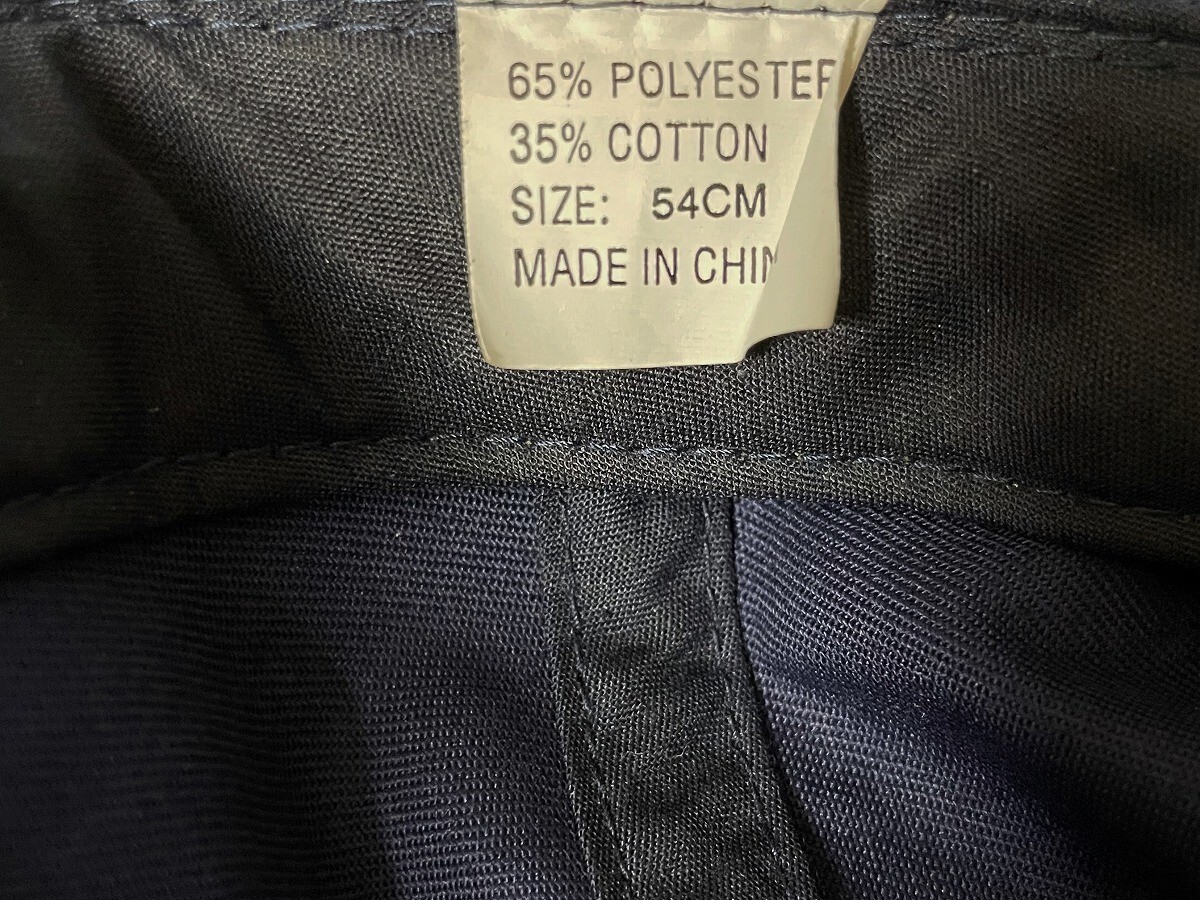 65% POLYESTER
35% COTTON
SIZE: 54CM
MADE IN CHIN